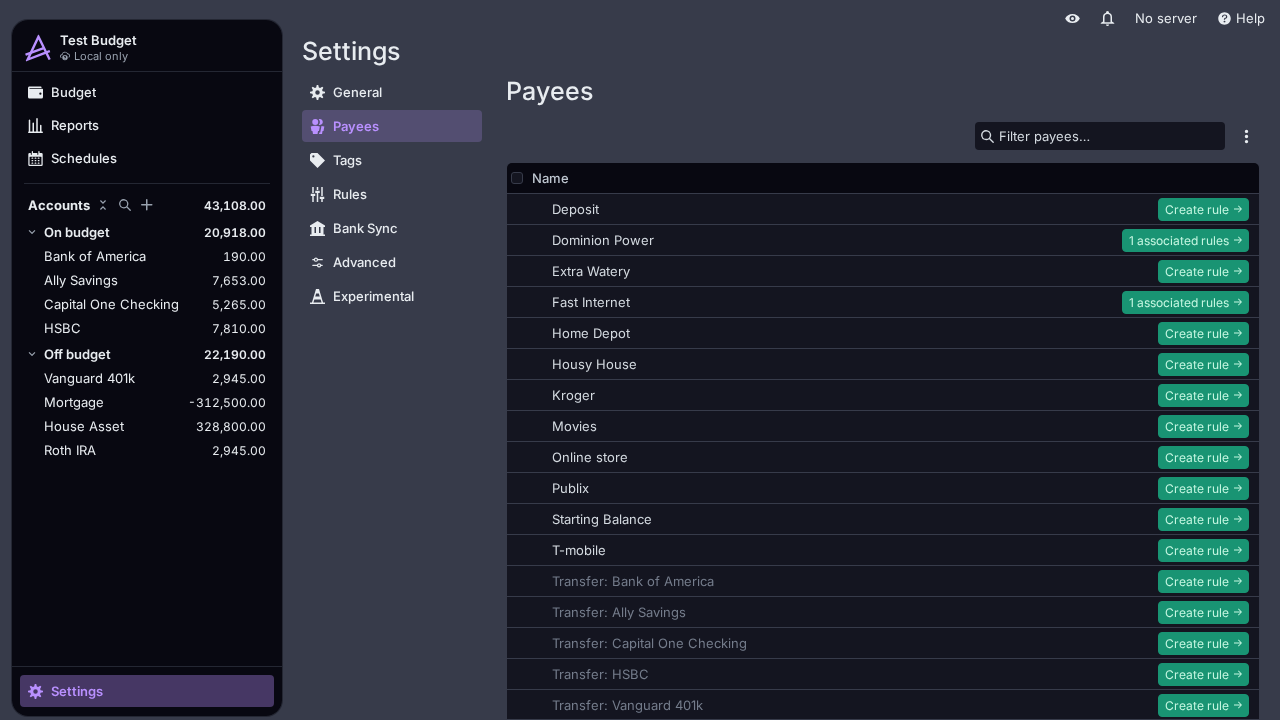 No server
Help
Test Budget
Local only
Budget
Reports
Schedules
Accounts 43,108.00
On budget 20,918.00
Bank of America 190.00
Ally Savings 7,653.00
Capital One Checking 5,265.00
HSBC 7,810.00
Off budget 22,190.00
Vanguard 401k 2,945.00
Mortgage -312,500.00
House Asset 328,800.00
Roth IRA 2,945.00
Settings
Settings
General
Payees
Tags
Rules
Bank Sync
Advanced
Experimental
Payees
Filter payees...
Name
Deposit Create rule
Dominion Power 1 associated rules
Extra Watery Create rule
Fast Internet 1 associated rules
Home Depot Create rule
Housy House Create rule
Kroger Create rule
Movies Create rule
Online store Create rule
Publix Create rule
Starting Balance Create rule
T-mobile Create rule
Transfer: Bank of America Create rule
Transfer: Ally Savings Create rule
Transfer: Capital One Checking Create rule
Transfer: HSBC Create rule
Transfer: Vanguard 401k Create rule